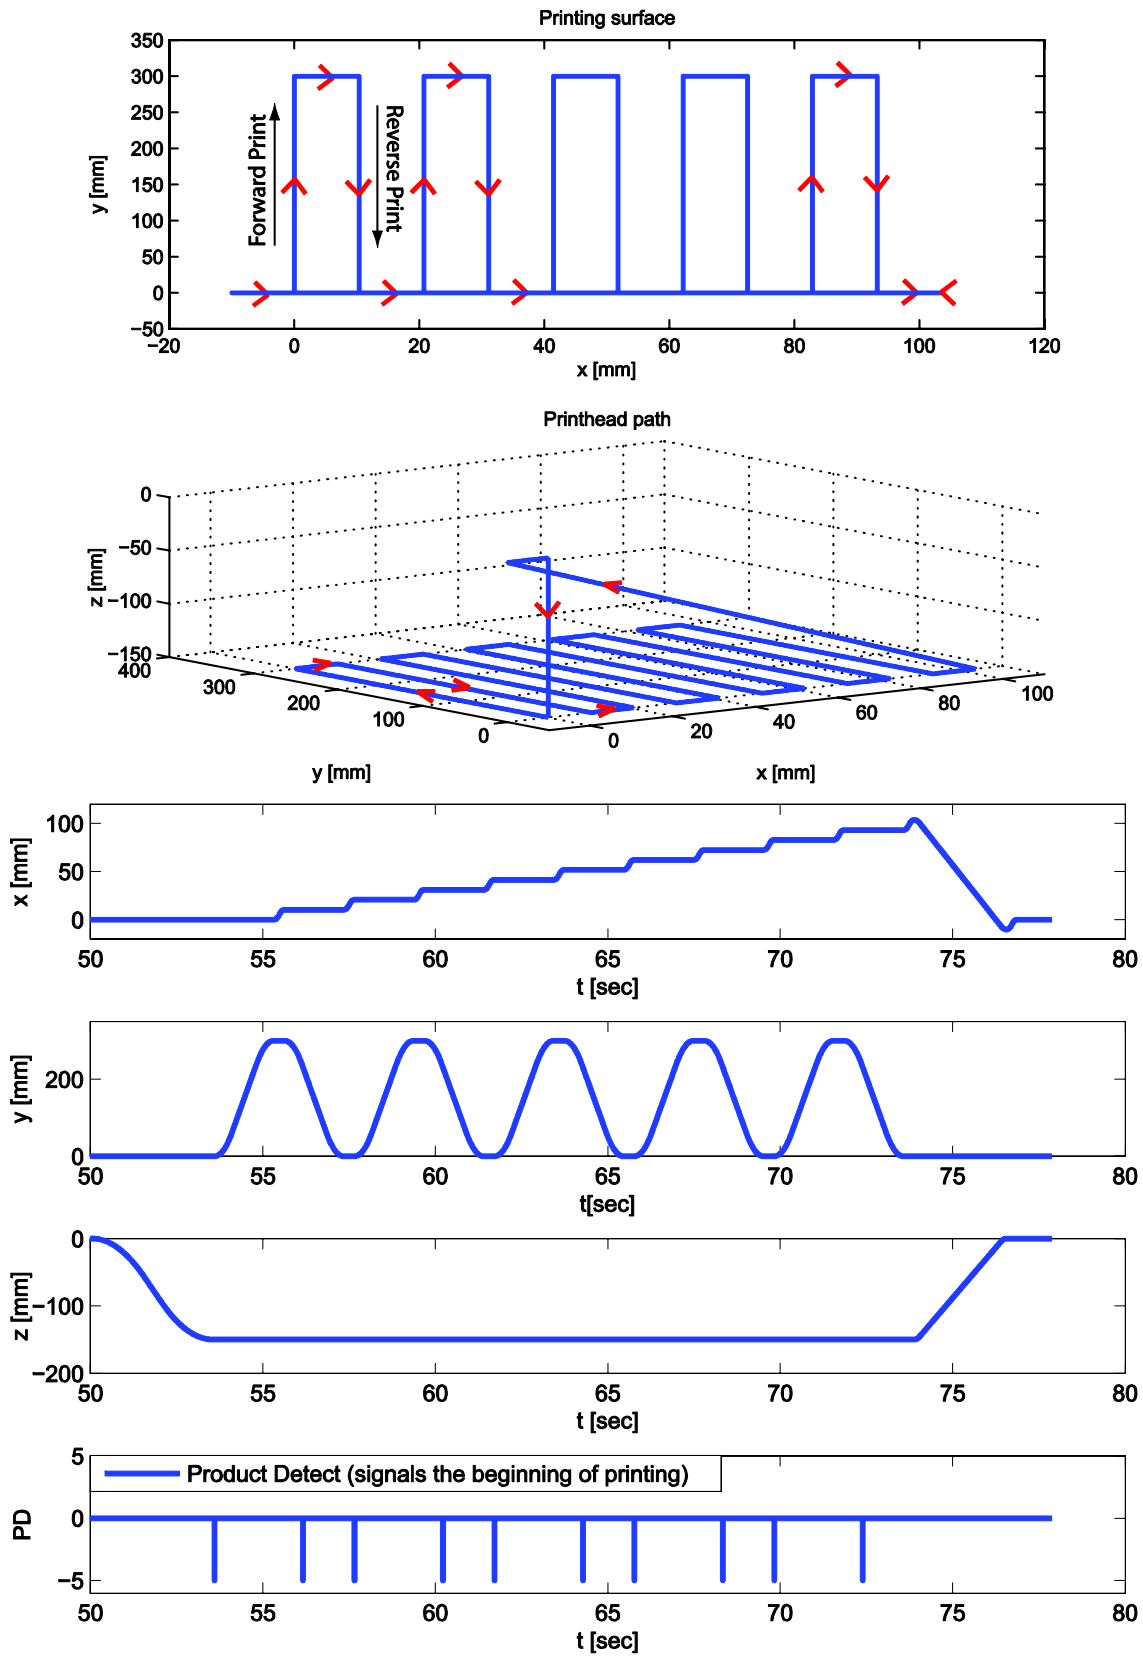 Printing surface
350
300
250
200
150
100
50
0
−50
y [mm]
Forward Print
Reverse Print
−20 0 20 40 60 80 100 120
x [mm]
Printhead path
0
−50
−100
−150
z [mm]
400
300
200
100
0
y [mm]
0
20
40
60
80
100
x [mm]
100
50
0
x [mm]
50 55 60 65 70 75 80
t [sec]
200
0
y [mm]
50 55 60 65 70 75 80
t[sec]
0
−100
−200
z [mm]
50 55 60 65 70 75 80
t [sec]
5
0
−5
PD
Product Detect (signals the beginning of printing)
50 55 60 65 70 75 80
t [sec]